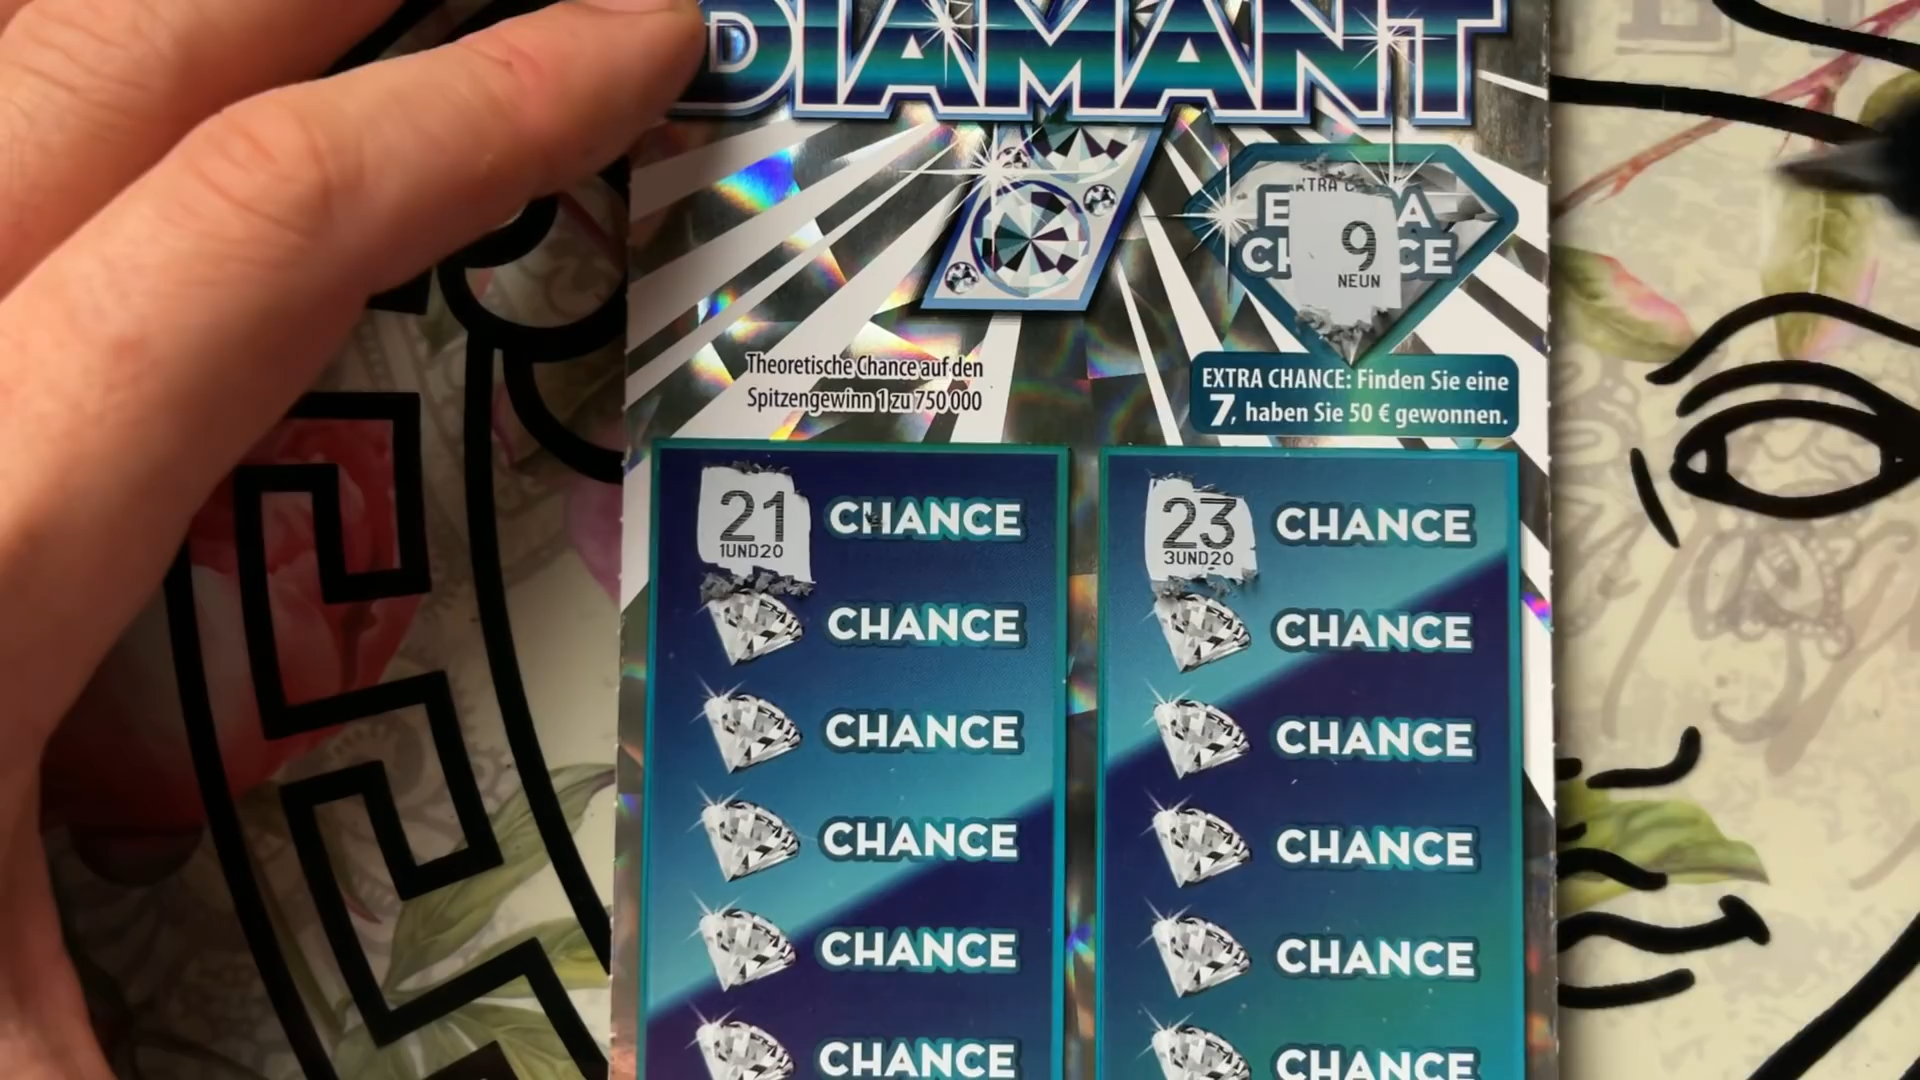 DIAMANT
EXTRA CHANCE
9
NEUN
Theoretische Chance auf den
Spitzengewinn 1 zu 750 000
EXTRA CHANCE: Finden Sie eine
7, haben Sie 50 € gewonnen.
21 CHANCE
1UND20
CHANCE
CHANCE
CHANCE
CHANCE
CHANCE
23 CHANCE
3UND20
CHANCE
CHANCE
CHANCE
CHANCE
CHANCE